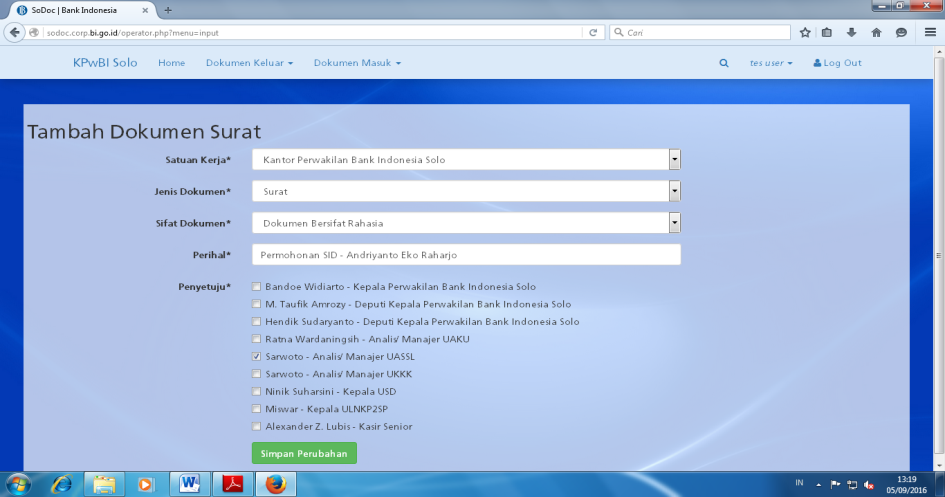 SoDoc | Bank Indonesia
sodoc.corp.bi.go.id/operator.php?menu=input
Cari
KPwBI Solo Home Dokumen Keluar Dokumen Masuk tes user Log Out
Tambah Dokumen Surat
Satuan Kerja* Kantor Perwakilan Bank Indonesia Solo
Jenis Dokumen* Surat
Sifat Dokumen* Dokumen Bersifat Rahasia
Perihal* Permohonan SID - Andriyanto Eko Raharjo
Penyetuju* Bandoe Widiarto - Kepala Perwakilan Bank Indonesia Solo
M. Taufik Amrozy - Deputi Kepala Perwakilan Bank Indonesia Solo
Hendik Sudaryanto - Deputi Kepala Perwakilan Bank Indonesia Solo
Ratna Wardaningsih - Analis/ Manajer UAKU
Sarwoto - Analis/ Manajer UASSL
Sarwoto - Analis/ Manajer UKKK
Ninik Suharsini - Kepala USD
Miswar - Kepala ULNKP2SP
Alexander Z. Lubis - Kasir Senior
Simpan Perubahan
IN 13:19
05/09/2016